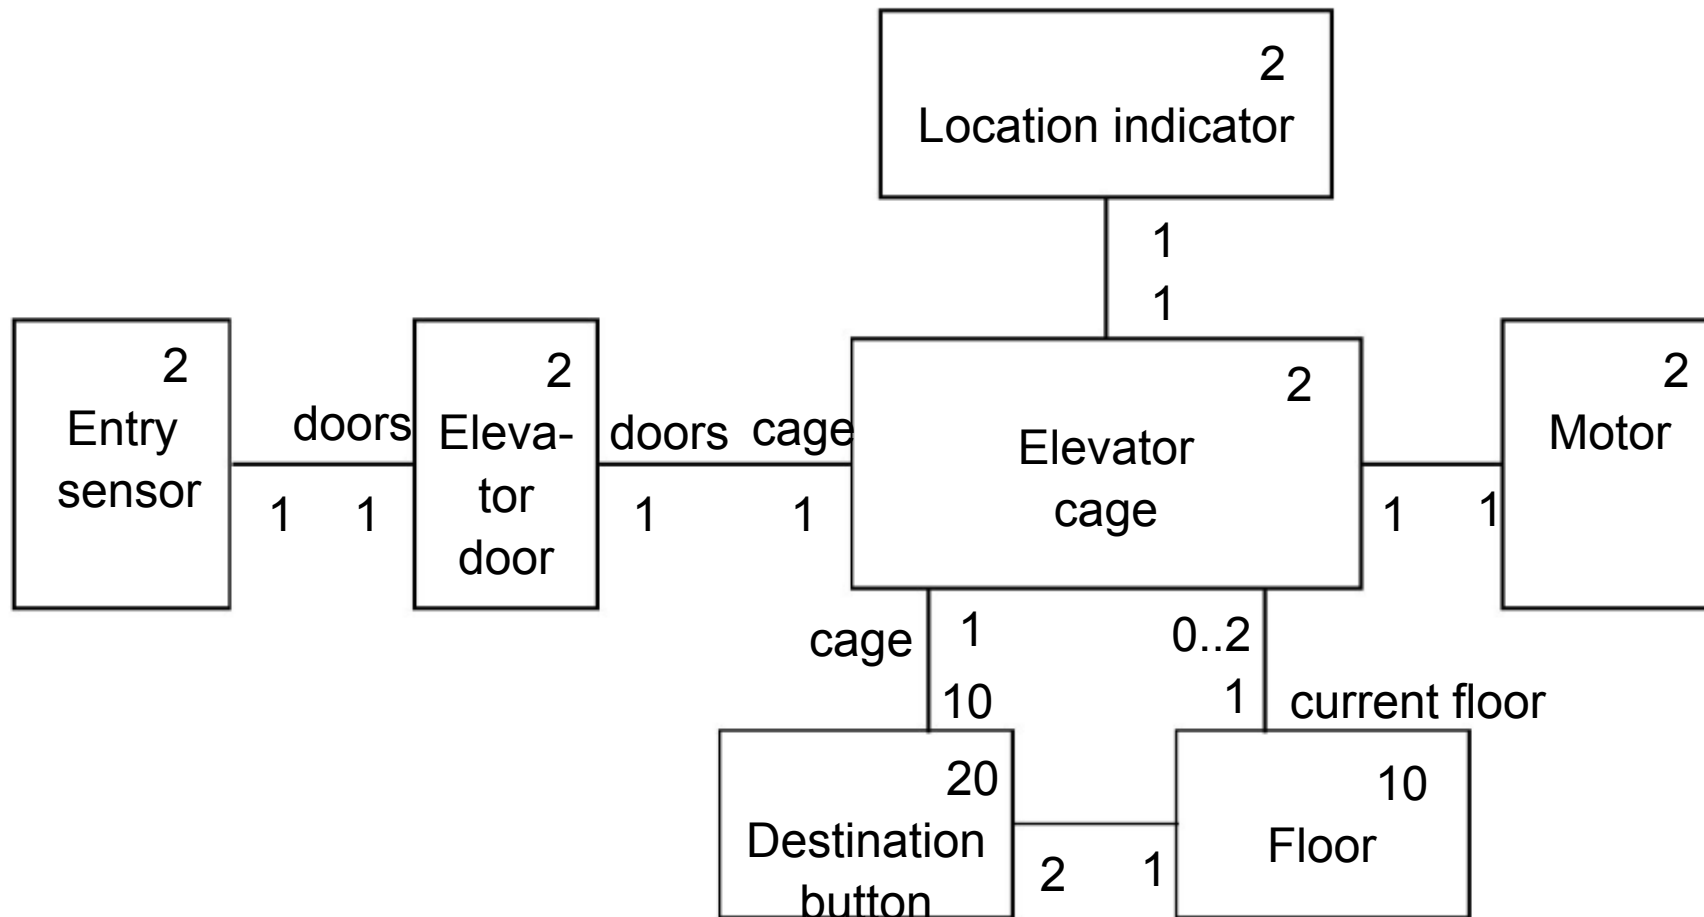 2
Location indicator
1
1
2
Entry
sensor
doors
1 1
2
Eleva-
tor
door
doors cage
1 1
2
Elevator
cage
1 1
2
Motor
cage
1
10
0..2
1
current floor
20
Destination
button
2 1
10
Floor